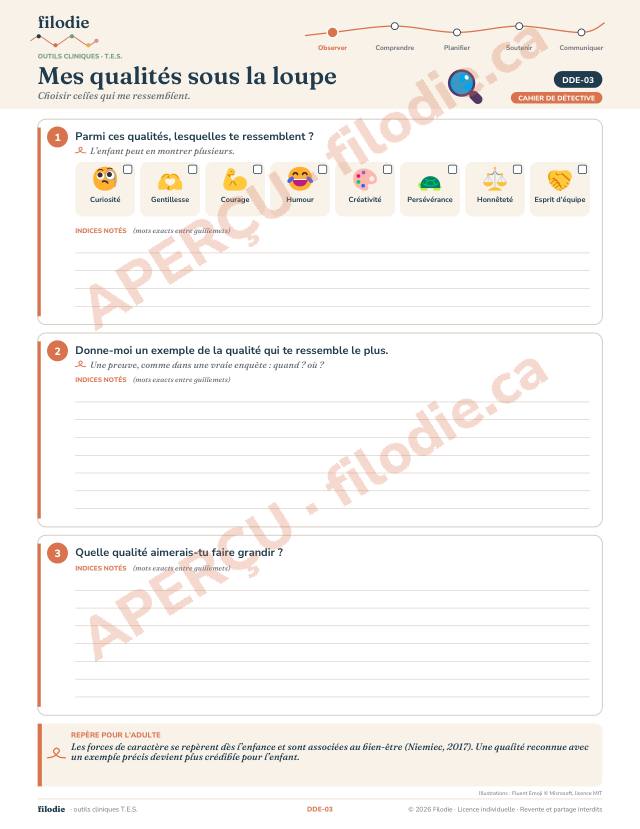 filodie
OUTILS CLINIQUES · T.E.S.
Observer
Comprendre
Planifier
Soutenir
Communiquer
Mes qualités sous la loupe
Choisir celles qui me ressemblent.
DDE-03
CAHIER DE DÉTECTIVE
1 Parmi ces qualités, lesquelles te ressemblent ?
L'enfant peut en montrer plusieurs.
Curiosité
Gentillesse
Courage
Humour
Créativité
Persévérance
Honnêteté
Esprit d'équipe
INDICES NOTÉS (mots exacts entre guillemets)
APERÇU · filodie.ca
2 Donne-moi un exemple de la qualité qui te ressemble le plus.
Une preuve, comme dans une vraie enquête : quand ? où ?
INDICES NOTÉS (mots exacts entre guillemets)
APERÇU · filodie.ca
3 Quelle qualité aimerais-tu faire grandir ?
INDICES NOTÉS (mots exacts entre guillemets)
REPÈRE POUR L'ADULTE
Les forces de caractère se repèrent dès l'enfance et sont associées au bien-être (Niemiec, 2017). Une qualité reconnue avec
un exemple précis devient plus crédible pour l'enfant.
Illustrations : Fluent Emoji © Microsoft, licence MIT
filodie · outils cliniques T.E.S.
DDE-03
© 2026 Filodie · Licence individuelle · Revente et partage interdits